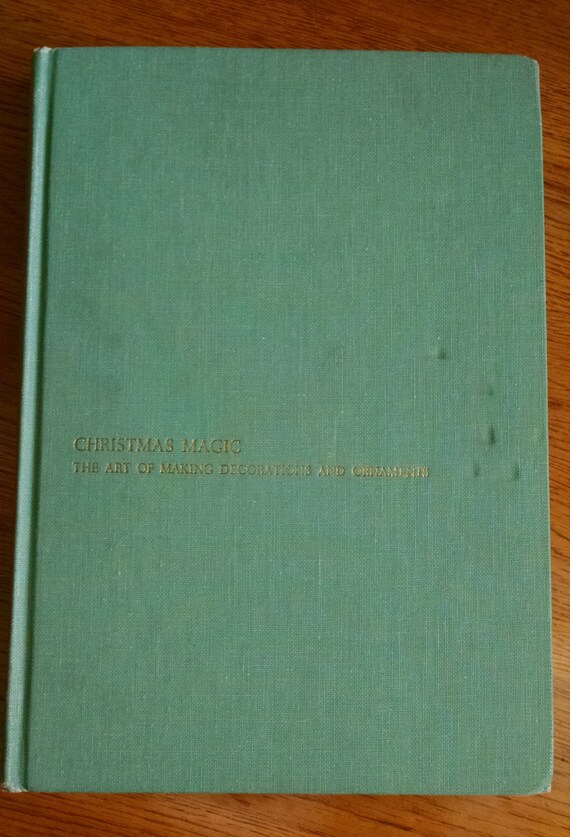 CHRISTMAS MAGIC
THE ART OF MAKING DECORATIONS AND ORNAMENTS